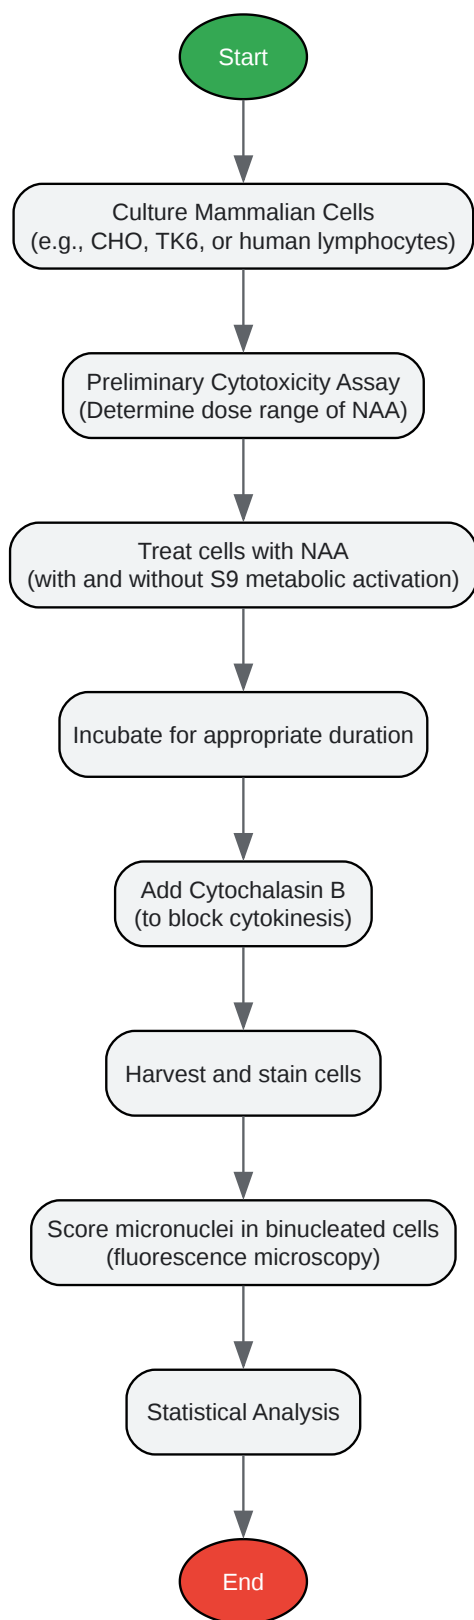 Start
Culture Mammalian Cells
(e.g., CHO, TK6, or human lymphocytes)
Preliminary Cytotoxicity Assay
(Determine dose range of NAA)
Treat cells with NAA
(with and without S9 metabolic activation)
Incubate for appropriate duration
Add Cytochalasin B
(to block cytokinesis)
Harvest and stain cells
Score micronuclei in binucleated cells
(fluorescence microscopy)
Statistical Analysis
End